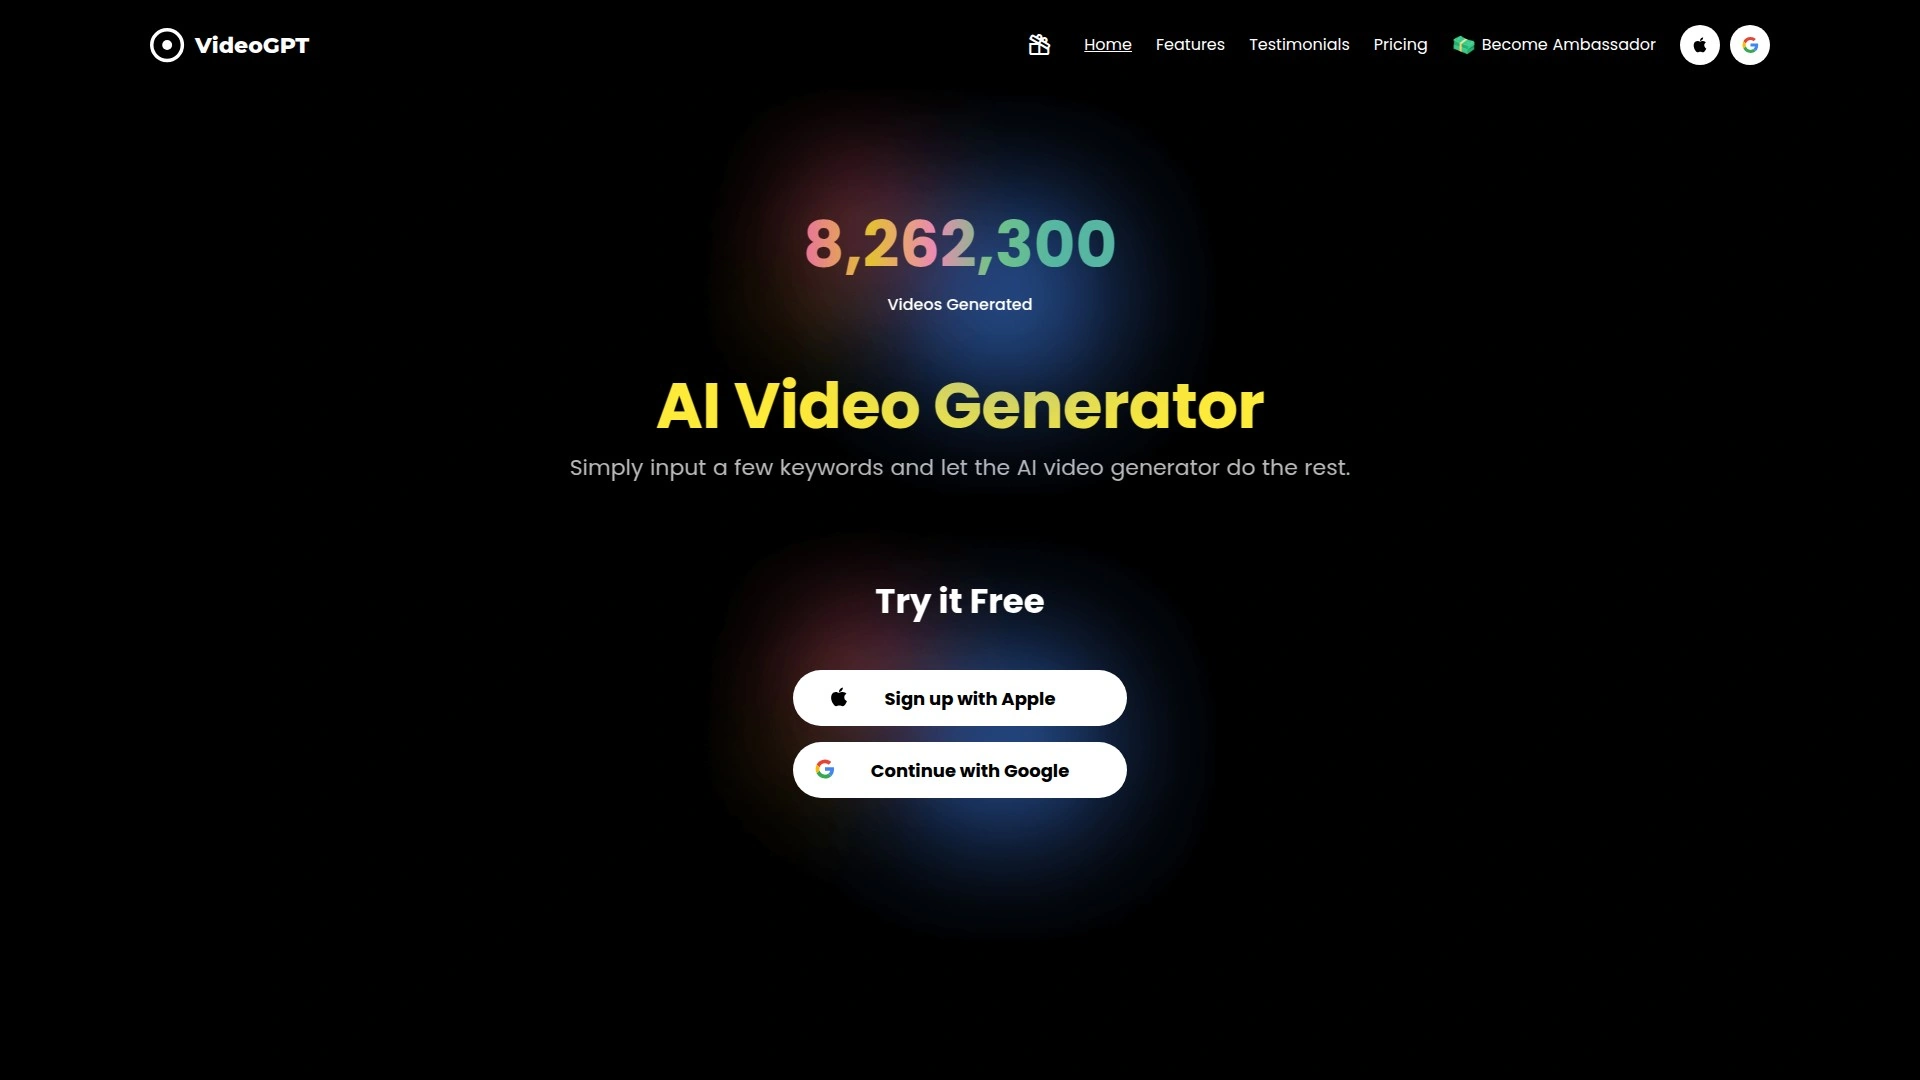 VideoGPT
Home
Features
Testimonials
Pricing
💸 Become Ambassador
8,262,300
Videos Generated
AI Video Generator
Simply input a few keywords and let the AI video generator do the rest.
Try it Free
Sign up with Apple
Continue with Google